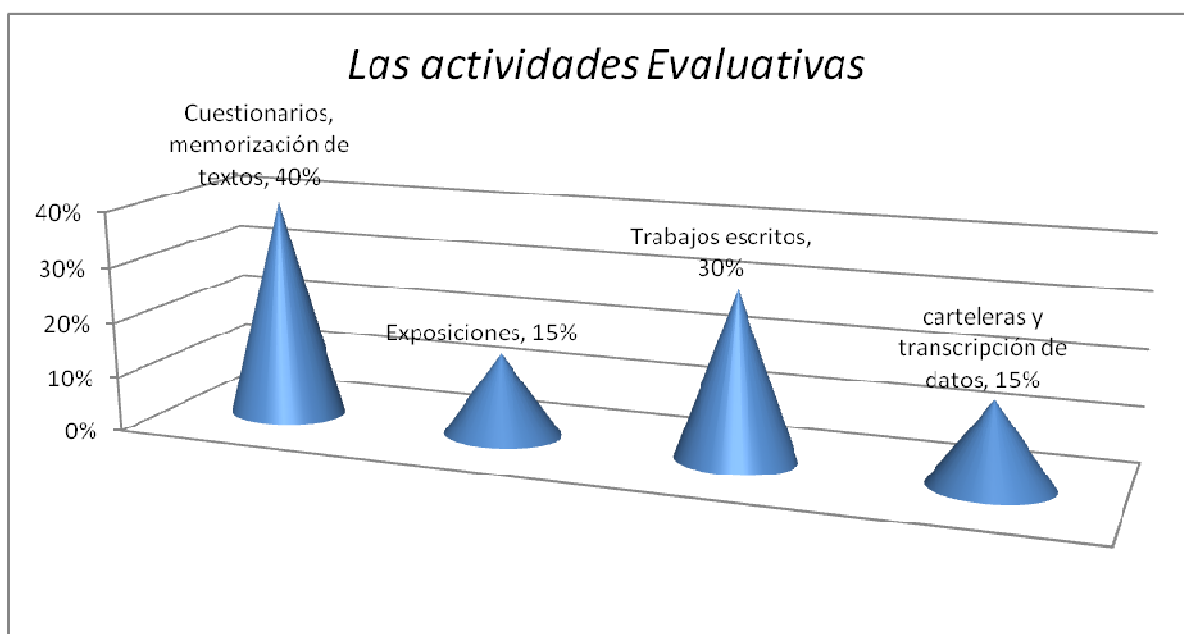 Las actividades Evaluativas
Cuestionarios,
memorización de
textos, 40%
40%
30%
20%
10%
0%
Exposiciones, 15%
Trabajos escritos,
30%
carteleras y
transcripción de
datos, 15%